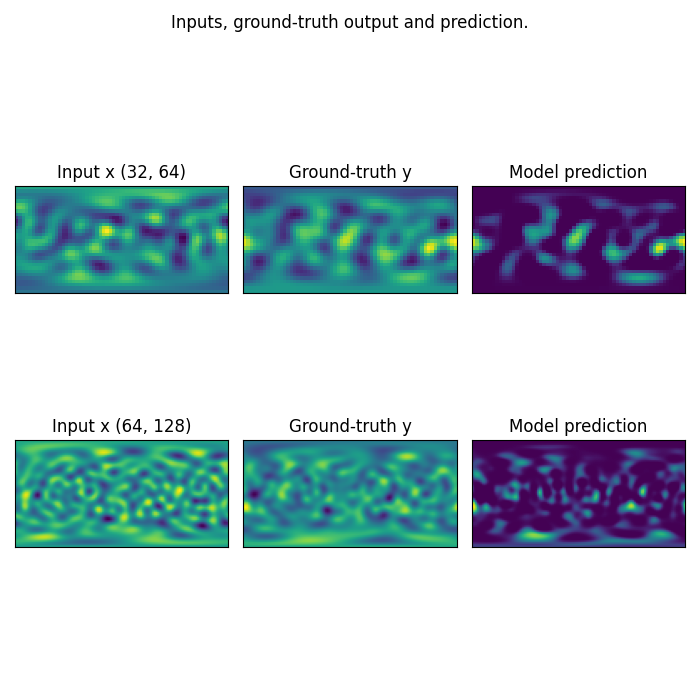 Inputs, ground-truth output and prediction.
Input x (32, 64)
Ground-truth y
Model prediction
Input x (64, 128)
Ground-truth y
Model prediction